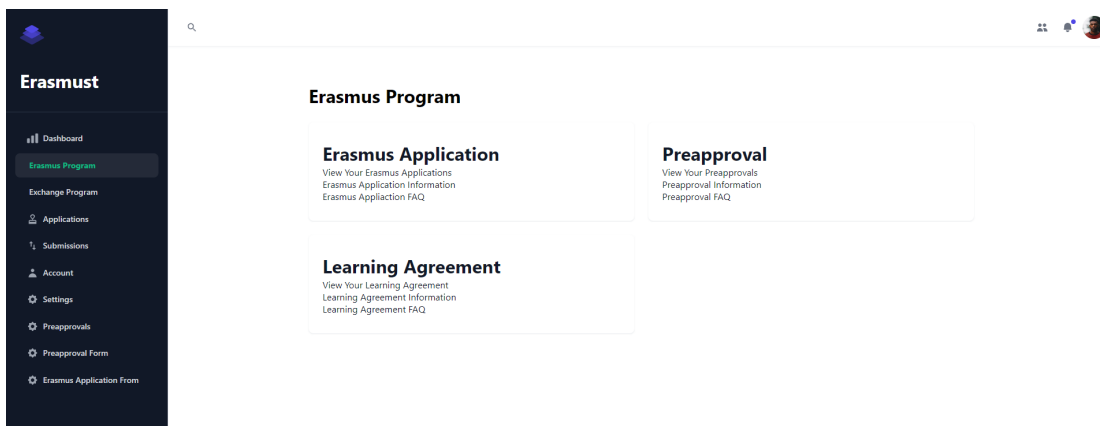 Erasmust
Dashboard
Erasmus Program
Exchange Program
Applications
Submissions
Account
Settings
Preapprovals
Preapproval Form
Erasmus Application From
Erasmus Program
Erasmus Application
View Your Erasmus Applications
Erasmus Application Information
Erasmus Appliaction FAQ
Preapproval
View Your Preapprovals
Preapproval Information
Preapproval FAQ
Learning Agreement
View Your Learning Agreement
Learning Agreement Information
Learning Agreement FAQ